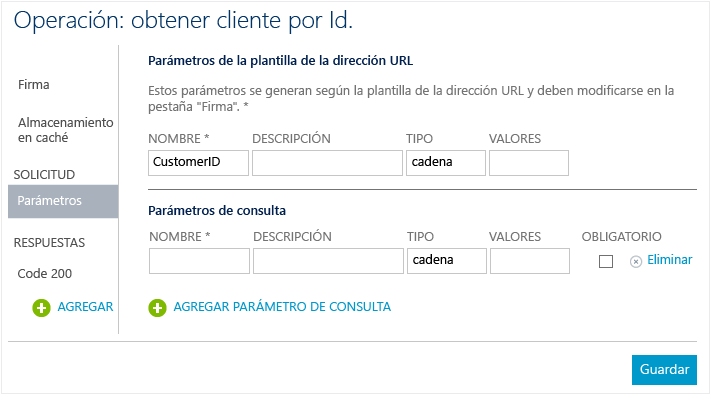 Operación: obtener cliente por Id.
Firma
Almacenamiento
en caché
SOLICITUD
Parámetros
RESPUESTAS
Code 200
AGREGAR
Parámetros de la plantilla de la dirección URL
Estos parámetros se generan según la plantilla de la dirección URL y deben modificarse en la
pestaña "Firma". *
NOMBRE * DESCRIPCIÓN TIPO VALORES
CustomerID cadena
Parámetros de consulta
NOMBRE * DESCRIPCIÓN TIPO VALORES OBLIGATORIO
cadena Eliminar
AGREGAR PARÁMETRO DE CONSULTA
Guardar